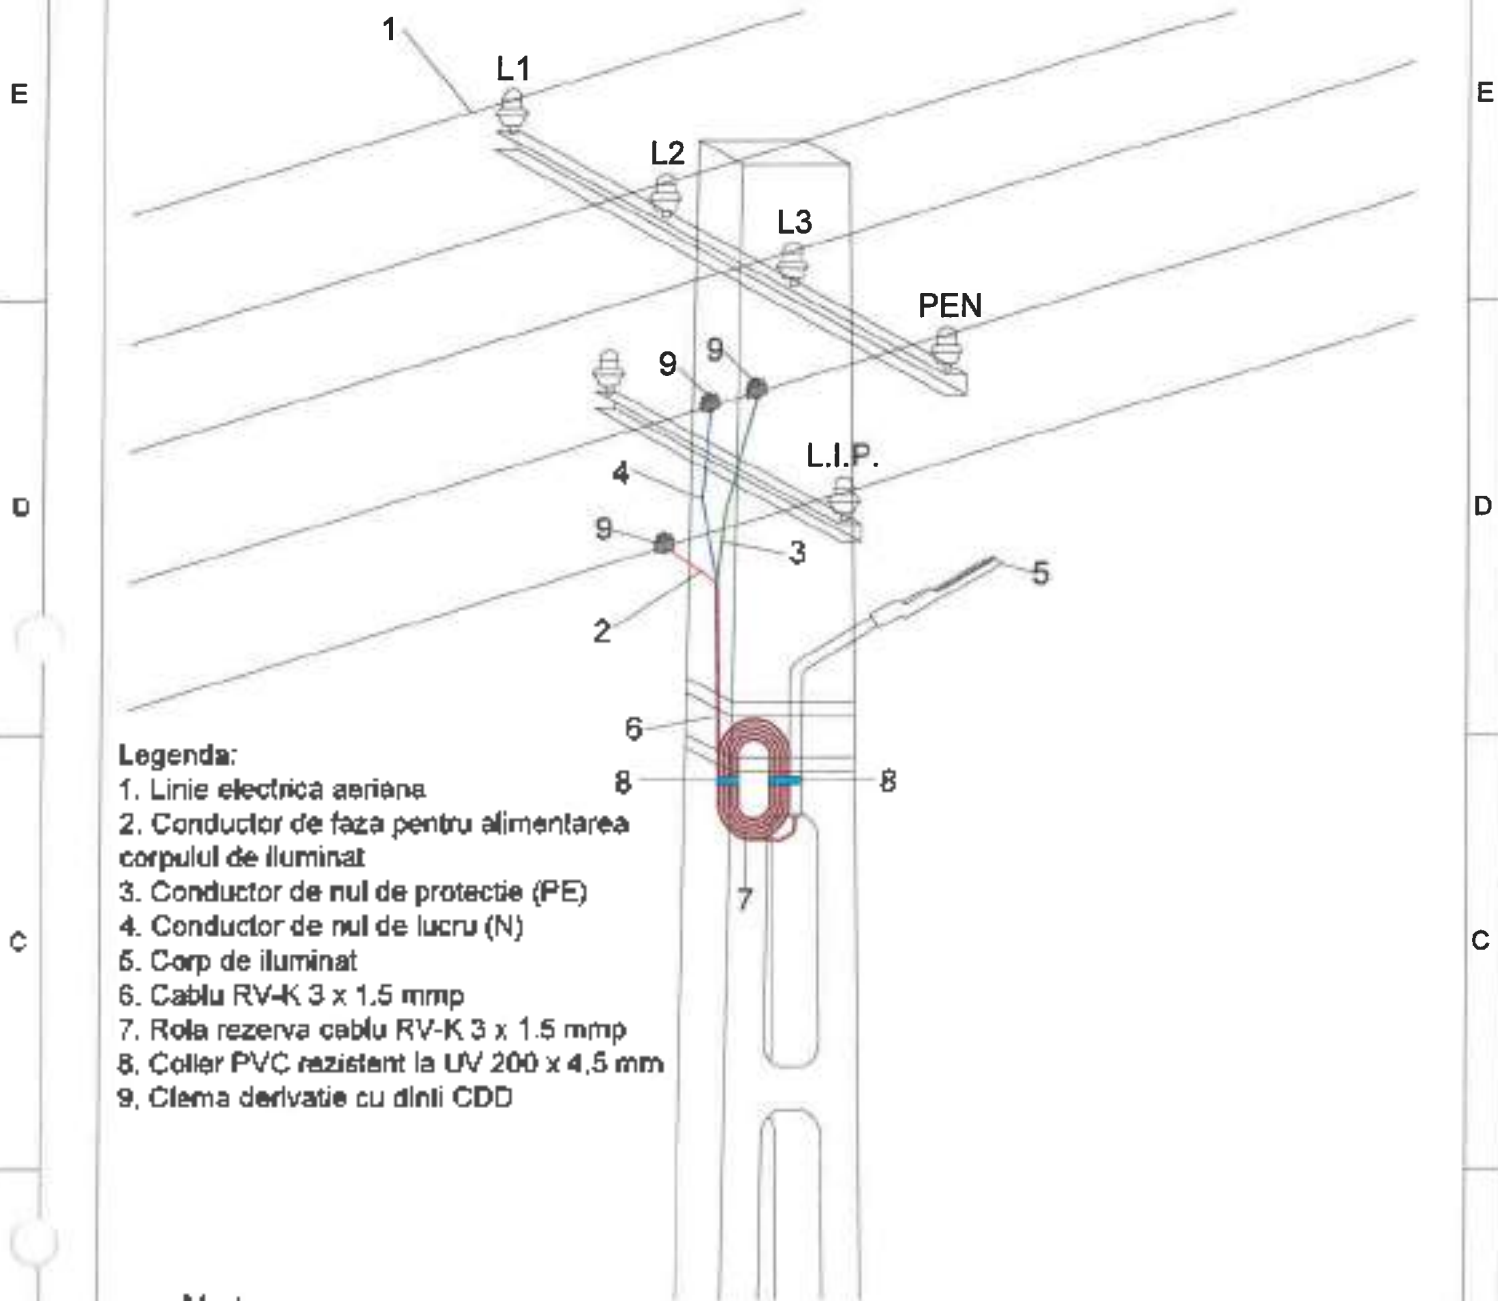 1
L1
E
E
L2
L3
PEN
9
9
L.I.P.
4
D
D
9
3
5
2
6
Legenda:
8
8
1. Linie electrica aeriana
2. Conductor de faza pentru alimentarea
corpului de iluminat
3. Conductor de nul de protectie (PE)
7
4. Conductor de nul de lucru (N)
C
C
5. Corp de iluminat
6. Cablu RV-K 3 x 1.5 mmp
7. Rola rezerva cablu RV-K 3 x 1.5 mmp
8. Colier PVC rezistent la UV 200 x 4,5 mm
9. Clema derivatie cu dinti CDD